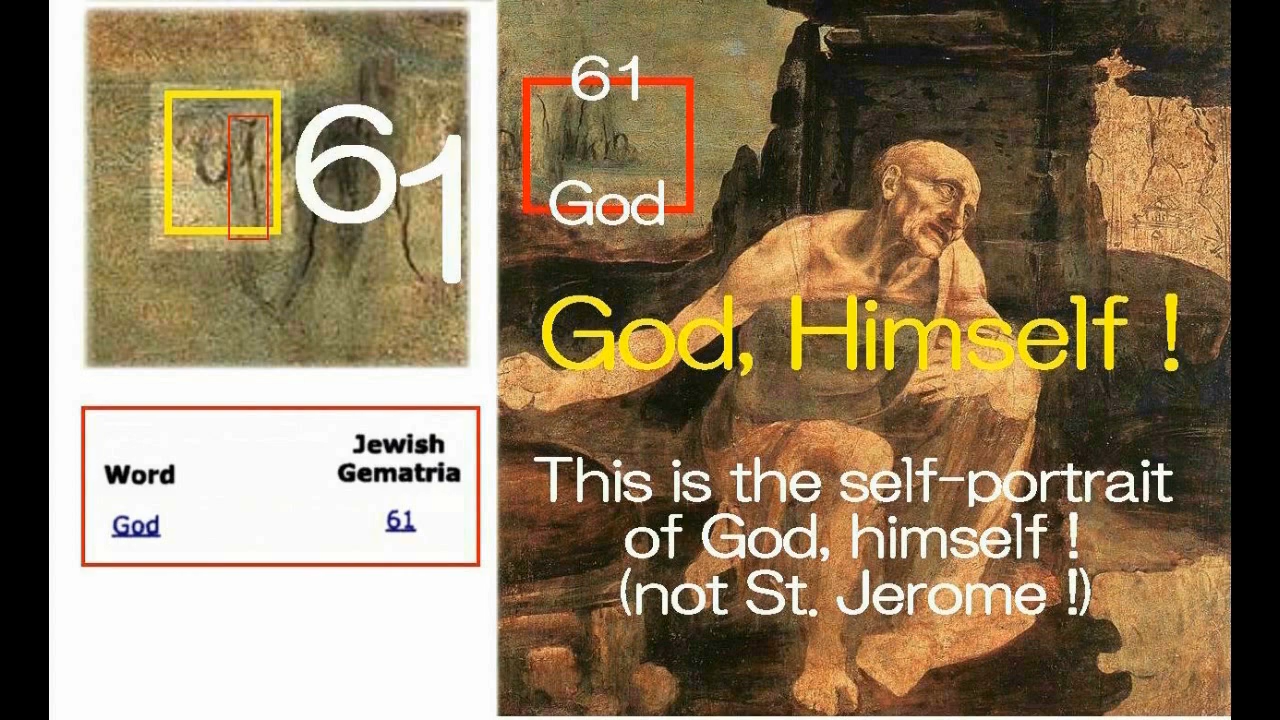 61
Word
Jewish
Gematria
God
61
61
God
God, Himself !
This is the self-portrait
of God, himself !
(not St. Jerome !)